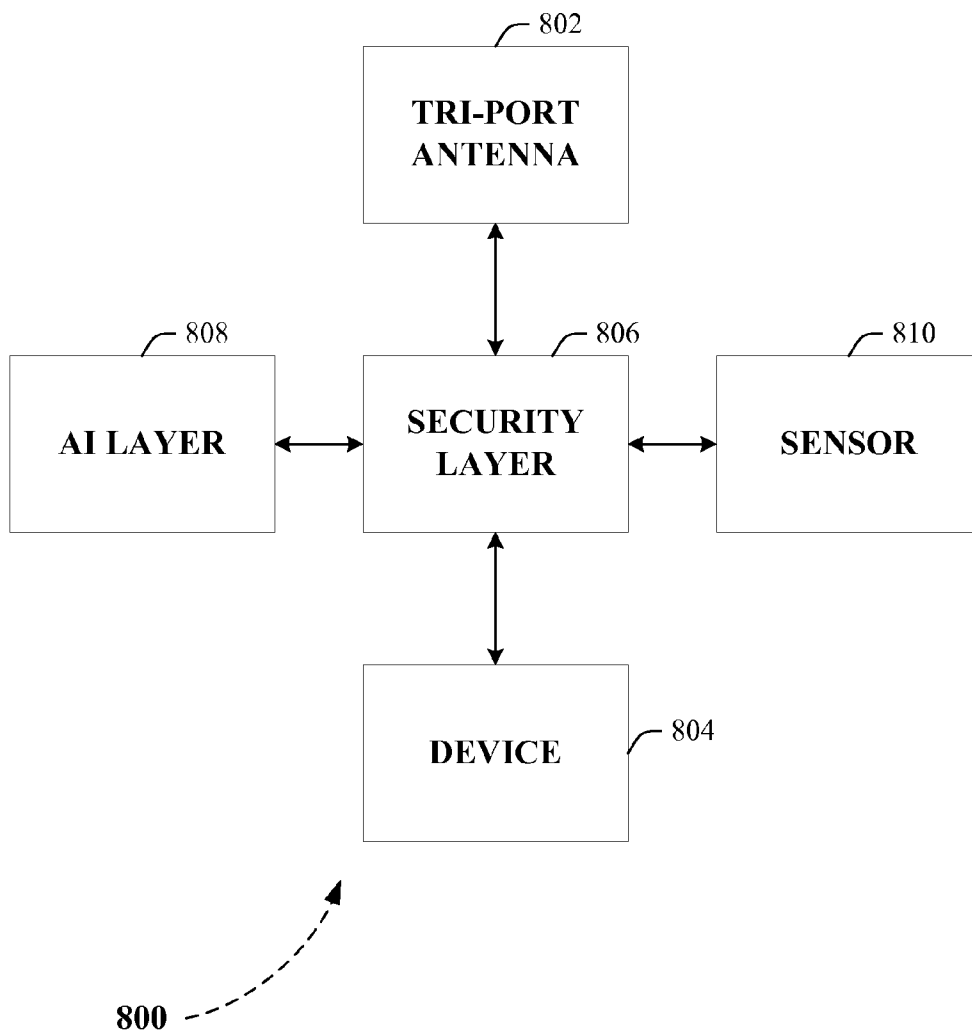 802
TRI-PORT
ANTENNA
808
806
810
AI LAYER
SECURITY
LAYER
SENSOR
804
DEVICE
800